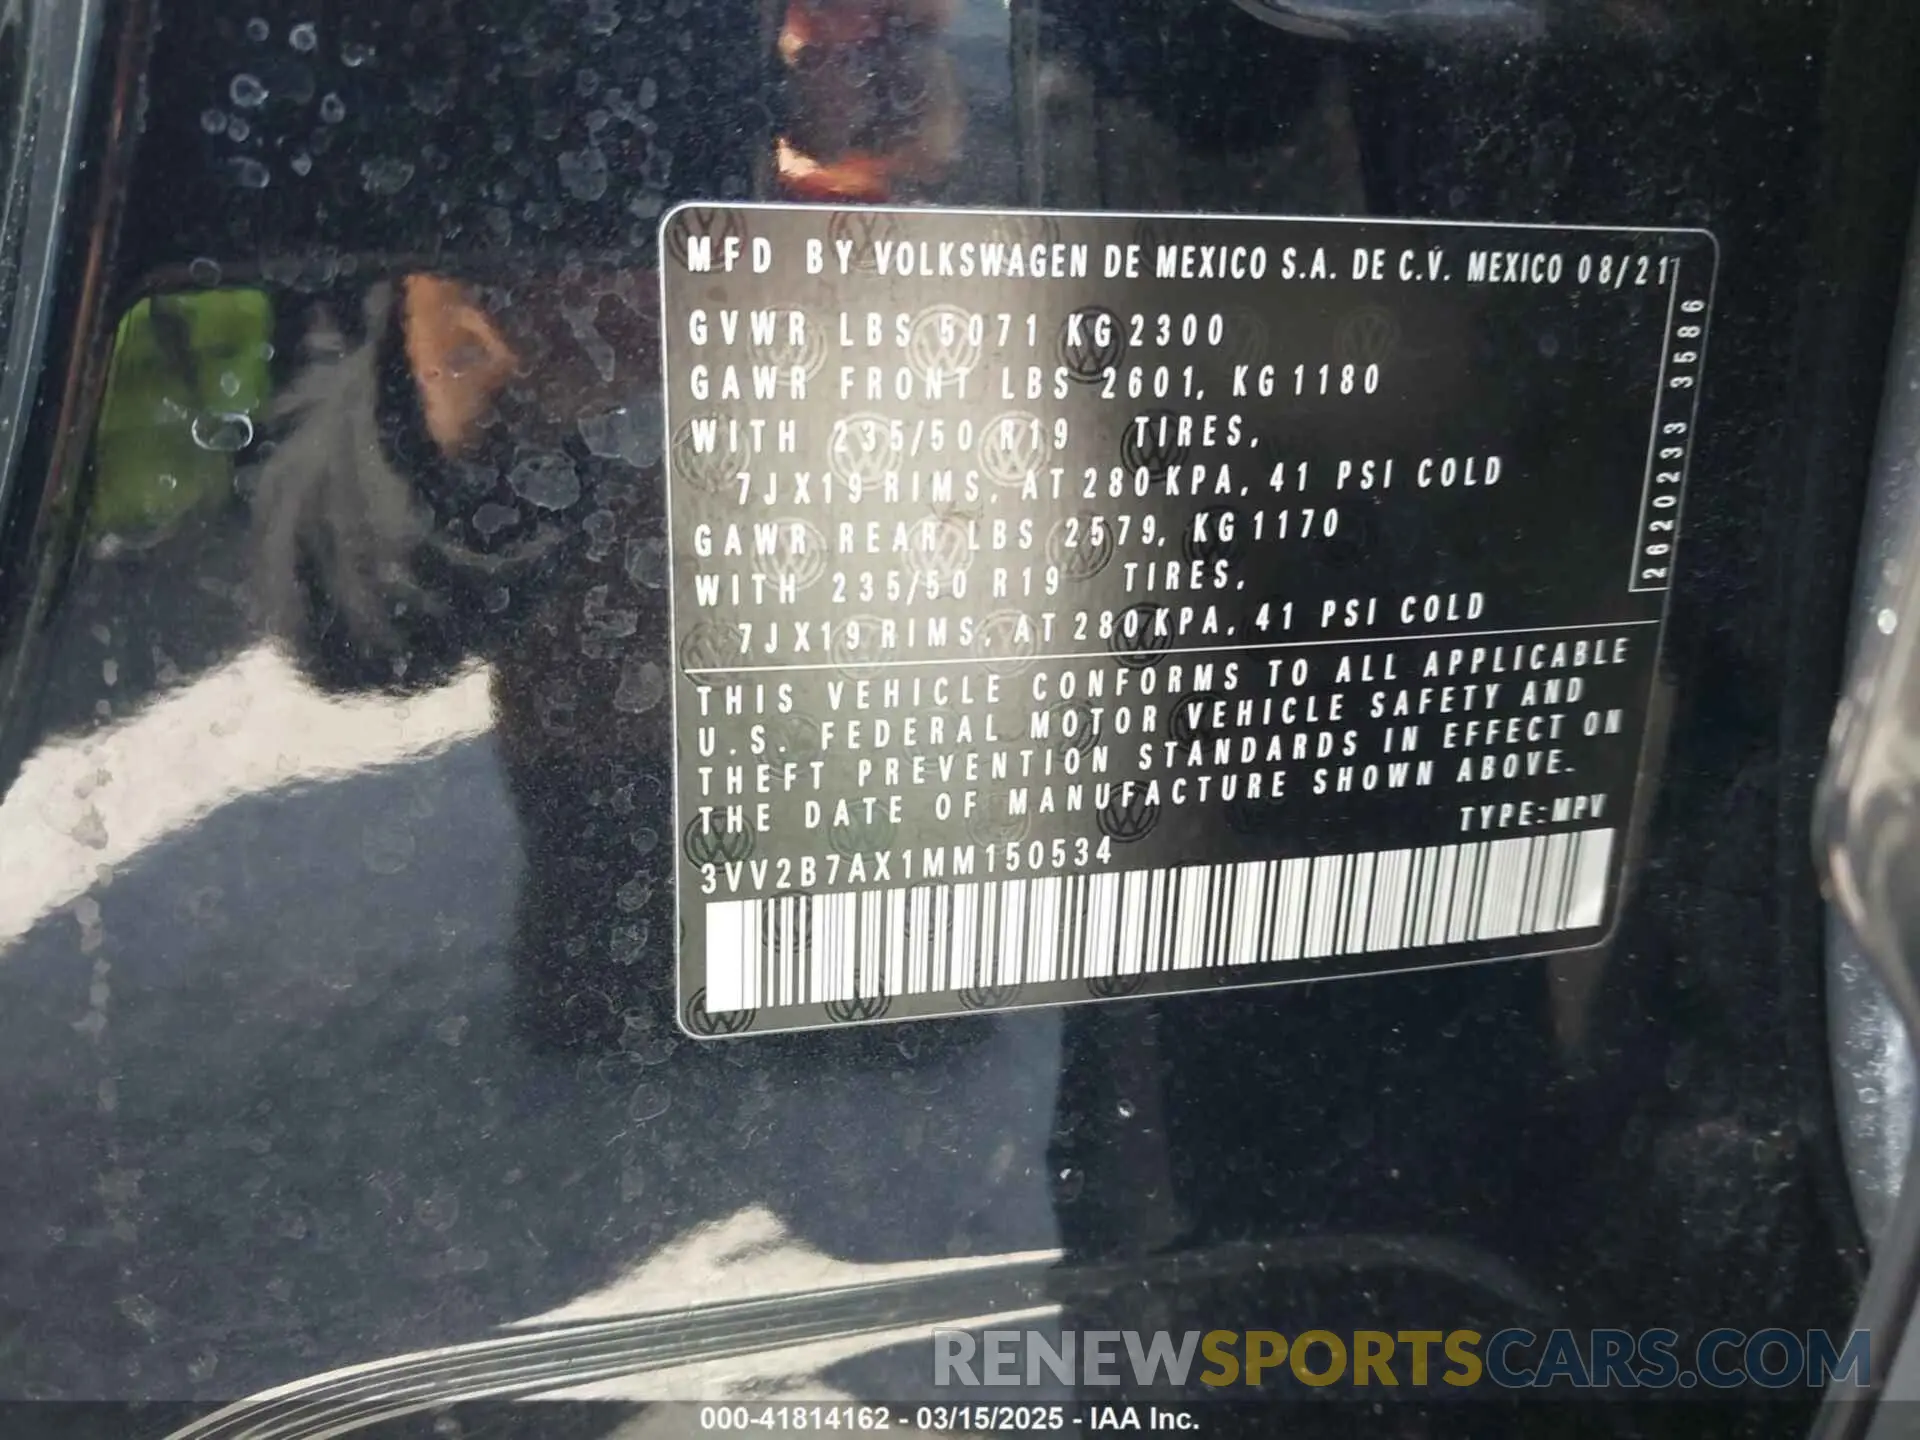 MFD BY VOLKSWAGEN DE MEXICO S.A. DE C.V. MEXICO 08/21
GVWR LBS 5071 KG 2300
GAWR FRONT LBS 2601, KG 1180
WITH 235/50 R19 TIRES,
7JX19 RIMS, AT 280 KPA, 41 PSI COLD
GAWR REAR LBS 2579, KG 1170
WITH 235/50 R19 TIRES,
7JX19 RIMS, AT 280 KPA, 41 PSI COLD
2620233 3586
THIS VEHICLE CONFORMS TO ALL APPLICABLE
U.S. FEDERAL MOTOR VEHICLE SAFETY AND
THEFT PREVENTION STANDARDS IN EFFECT ON
THE DATE OF MANUFACTURE SHOWN ABOVE.
TYPE:MPV
3VV2B7AX1MM150534
RENEWSPORTSCARS.COM
000-41814162 - 03/15/2025 - IAA Inc.